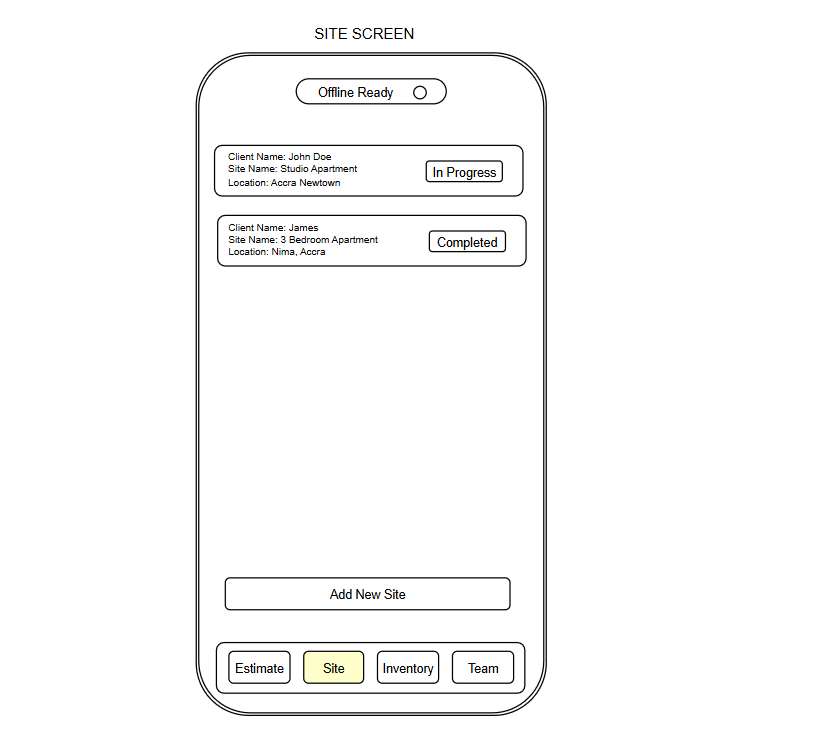 SITE SCREEN
Offline Ready
Client Name: John Doe
Site Name: Studio Apartment
Location: Accra Newtown
In Progress
Client Name: James
Site Name: 3 Bedroom Apartment
Location: Nima, Accra
Completed
Add New Site
Estimate Site Inventory Team